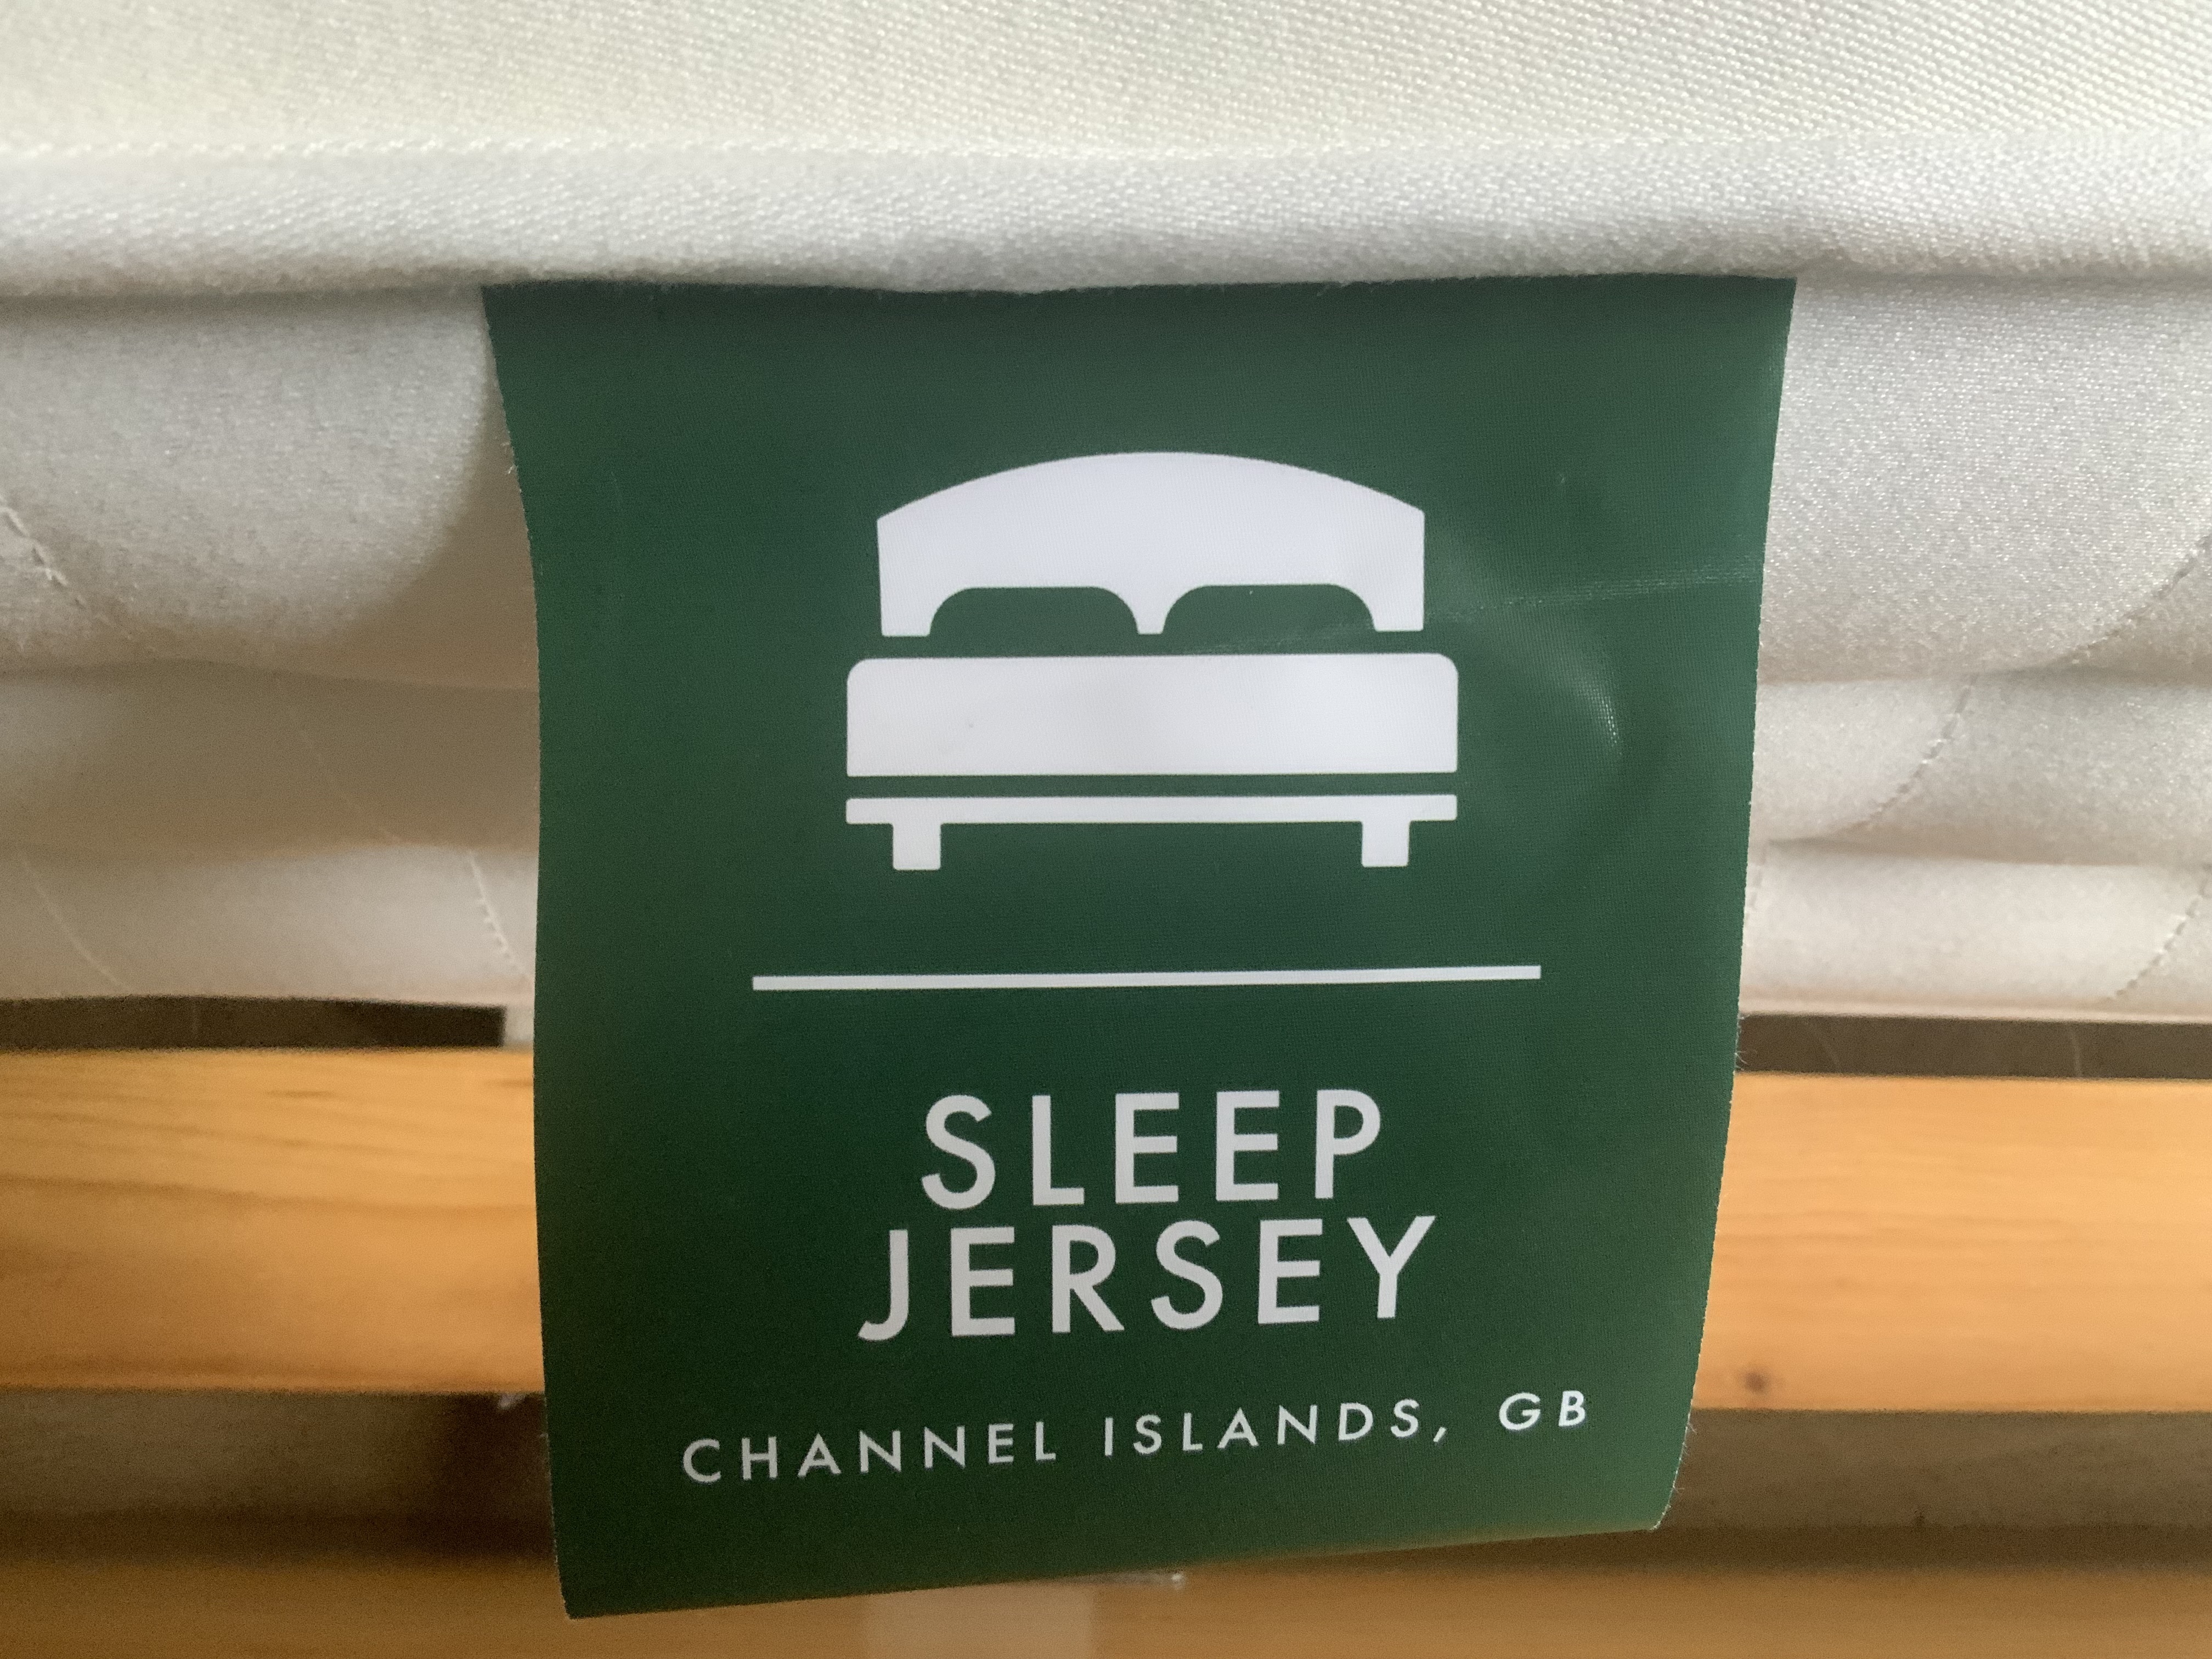 SLEEP
JERSEY
CHANNEL ISLANDS, GB